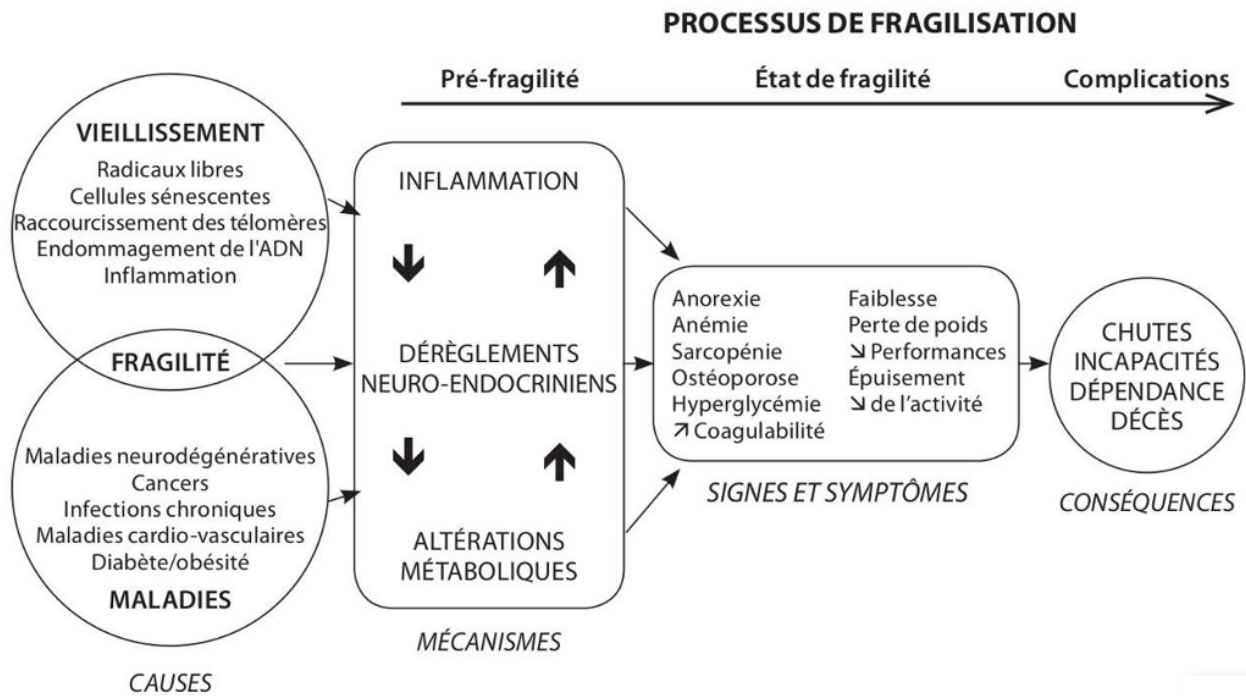 PROCESSUS DE FRAGILISATION
Pré-fragilité
État de fragilité
Complications
VIEILLISSEMENT
Radicaux libres
Cellules sénescentes
Raccourcissement des télomères
Endommagement de l'ADN
Inflammation
FRAGILITÉ
Maladies neurodégénératives
Cancers
Infections chroniques
Maladies cardio-vasculaires
Diabète/obésité
MALADIES
CAUSES
INFLAMMATION
DÉRÈGLEMENTS
NEURO-ENDOCRINIENS
ALTÉRATIONS
MÉTABOLIQUES
MÉCANISMES
Anorexie
Anémie
Sarcopénie
Ostéoporose
Hyperglycémie
↗ Coagulabilité
Faiblesse
Perte de poids
↘ Performances
Épuisement
↘ de l’activité
SIGNES ET SYMPTÔMES
CHUTES
INCAPACITÉS
DÉPENDANCE
DÉCÈS
CONSÉQUENCES